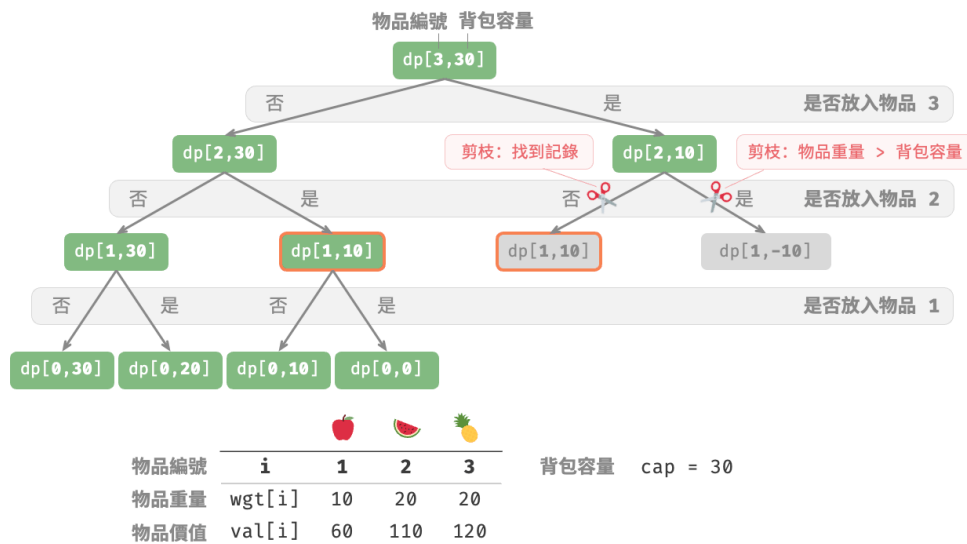 物品編號 背包容量
dp[3,30]
否 是 是否放入物品 3
dp[2,30] 剪枝：找到記錄 dp[2,10] 剪枝：物品重量 > 背包容量
否 是 否 是 是否放入物品 2
dp[1,30] dp[1,10] dp[1,10] dp[1,-10]
否 是 否 是 是否放入物品 1
dp[0,30] dp[0,20] dp[0,10] dp[0,0]
物品編號 i 1 2 3 背包容量 cap = 30
物品重量 wgt[i] 10 20 20
物品價值 val[i] 60 110 120